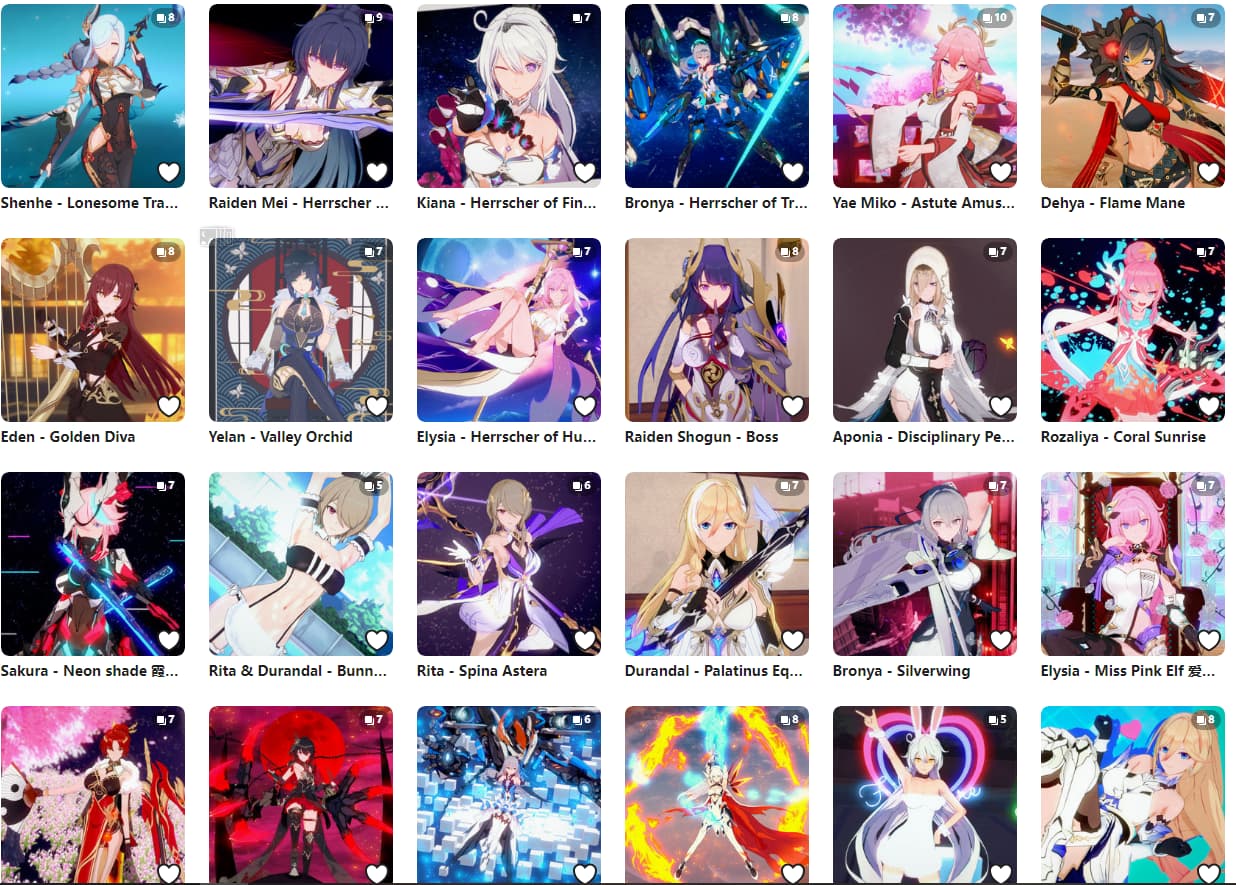 8 9 7 8 10 7
Shenhe - Lonesome Tra... Raiden Mei - Herrscher ... Kiana - Herrscher of Fin... Bronya - Herrscher of Tr... Yae Miko - Astute Amus... Dehya - Flame Mane
8 7 7 8 7 7
Eden - Golden Diva Yelan - Valley Orchid Elysia - Herrscher of Hu... Raiden Shogun - Boss Aponia - Disciplinary Pe... Rozaliya - Coral Sunrise
7 5 6 7 7 7
Sakura - Neon shade 霞... Rita & Durandal - Bunn... Rita - Spina Astera Durandal - Palatinus Eq... Bronya - Silverwing Elysia - Miss Pink Elf 爱...
7 7 6 8 5 8